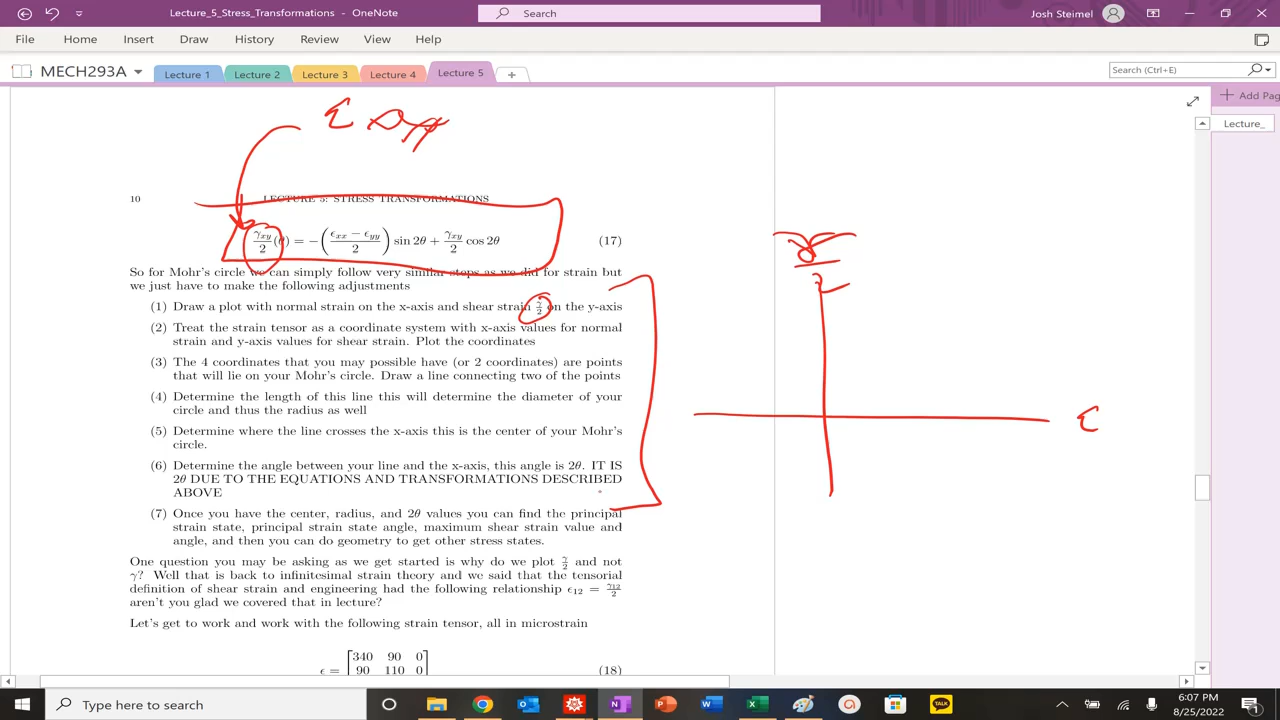 Lecture_5_Stress_Transformations - OneNote
Search
Josh Steimel
File Home Insert Draw History Review View Help
MECH293A
Lecture 1
Lecture 2
Lecture 3
Lecture 4
Lecture 5
Search (Ctrl+E)
Add Pag
Lecture_
10 LECTURE 5: STRESS TRANSFORMATIONS
γxy/2 (θ) = −((ϵxx − ϵyy)/2) sin 2θ + γxy/2 cos 2θ (17)
So for Mohr's circle we can simply follow very similar steps as we did for strain but
we just have to make the following adjustments
(1) Draw a plot with normal strain on the x-axis and shear strain γ/2 on the y-axis
(2) Treat the strain tensor as a coordinate system with x-axis values for normal
strain and y-axis values for shear strain. Plot the coordinates
(3) The 4 coordinates that you may possible have (or 2 coordinates) are points
that will lie on your Mohr's circle. Draw a line connecting two of the points
(4) Determine the length of this line this will determine the diameter of your
circle and thus the radius as well
(5) Determine where the line crosses the x-axis this is the center of your Mohr's
circle.
(6) Determine the angle between your line and the x-axis, this angle is 2θ. IT IS
2θ DUE TO THE EQUATIONS AND TRANSFORMATIONS DESCRIBED
ABOVE
(7) Once you have the center, radius, and 2θ values you can find the principal
strain state, principal strain state angle, maximum shear strain value and
angle, and then you can do geometry to get other stress states.
One question you may be asking as we get started is why do we plot γ/2 and not
γ? Well that is back to infinitesimal strain theory and we said that the tensorial
definition of shear strain and engineering had the following relationship ϵ12 = γ12/2
aren't you glad we covered that in lecture?
Let's get to work and work with the following strain tensor, all in microstrain
340 90 0
ϵ = 90 110 0 (18)
γ
2
ε
Type here to search
TALK
6:07 PM
8/25/2022